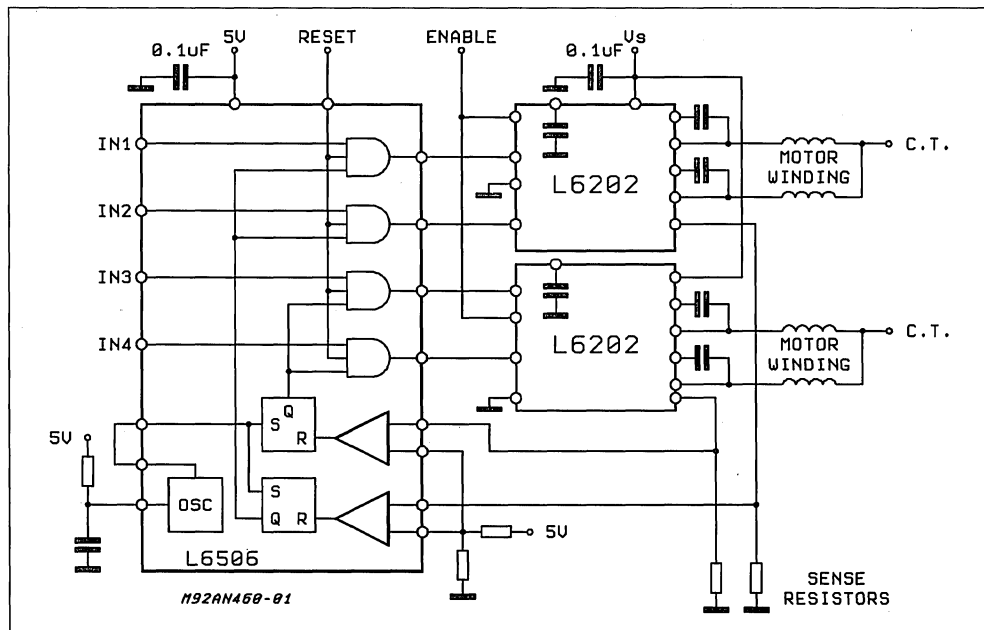 5V RESET ENABLE Vs
0.1uF 0.1uF
IN1
C.T.
MOTOR
WINDING
L6202
IN2
IN3
C.T.
MOTOR
WINDING
L6202
IN4
Q
S
R
5V
S
OSC
Q R
5V
L6506
SENSE
RESISTORS
M92AN460-01